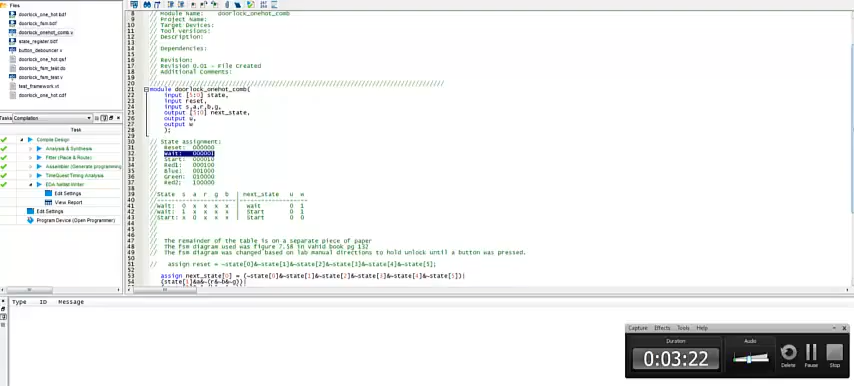 Files
doorlock_one_hot.bdf
doorlock_fsm.bdf
doorlock_onehot_comb.v
state_register.bdf
button_debouncer.v
doorlock_one_hot.qsf
doorlock_fsm_test.do
doorlock_fsm_test.v
test_framework.vt
doorlock_one_hot.cdf
Tasks
Compilation
Task
Compile Design
Analysis & Synthesis
Fitter (Place & Route)
Assembler (Generate programming
TimeQuest Timing Analysis
EDA Netlist Writer
Edit Settings
View Report
Edit Settings
Program Device (Open Programmer)
8 // Module Name: doorlock_onehot_comb
9 // Project Name:
10 // Target Devices:
11 // Tool versions:
12 // Description:
13 //
14 // Dependencies:
15 //
16 // Revision:
17 // Revision 0.01 - File Created
18 // Additional Comments:
19 //
20
21 module doorlock_onehot_comb(
22 input [5:0] state,
23 input reset,
24 input s,a,r,b,g,
25 output [5:0] next_state,
26 output u,
27 output w
28 );
29
30 // State assignment:
31 // Reset: 000000
32 // Wait: 000001
33 // Start: 000010
34 // Red1: 000100
35 // Blue: 001000
36 // Green: 010000
37 // Red2: 100000
38
39 //State s a r g b | next_state u w
40
41 //Wait: 0 x x x x | Wait 0 1
42 //Wait: 1 x x x x | Start 0 1
43 //Start: x 0 x x x | Start 0 0
44
45
46
47 // The remainder of the table is on a separate piece of paper
48 // The fsm diagram used was figure 7.58 in vahid book pg 132
49 // The fsm diagram was changed based on lab manual directions to hold unlock until a button was pressed.
50
51 // assign reset = ~state[0]&~state[1]&~state[2]&~state[3]&~state[4]&~state[5];
52
53 assign next_state[0] = (~state[0]&~state[1]&~state[2]&~state[3]&~state[4]&~state[5])|
54 (state[1]&a&~(r&~b&~g))|
Type ID Message
Capture Effects Tools Help
Duration
Audio
0:03:22
Delete
Pause
Stop